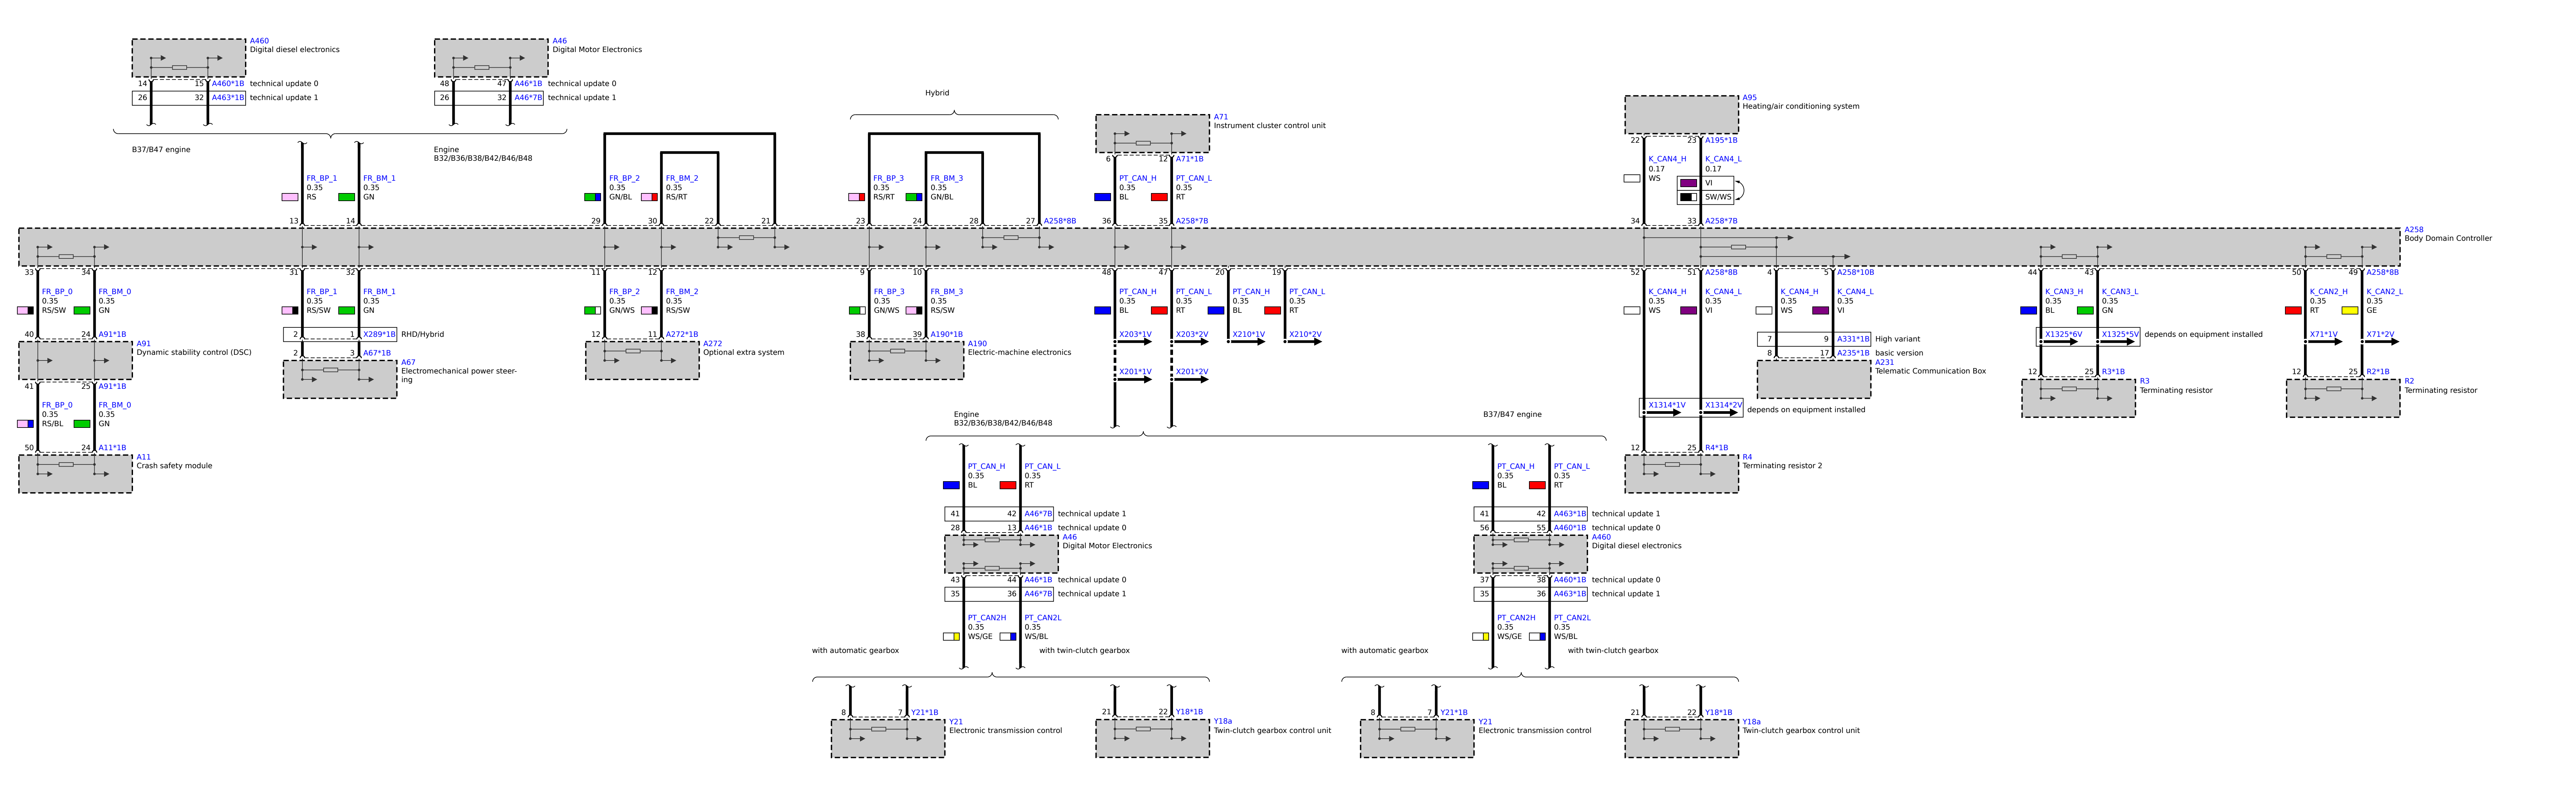 A460
Digital diesel electronics
14 15 A460*1B technical update 0
26 32 A463*1B technical update 1
A46
Digital Motor Electronics
48 47 A46*1B technical update 0
26 32 A46*7B technical update 1
B37/B47 engine
Engine
B32/B36/B38/B42/B46/B48
Hybrid
A71
Instrument cluster control unit
6 12 A71*1B
A95
Heating/air conditioning system
22 23 A195*1B
FR_BP_1
0.35
RS
FR_BM_1
0.35
GN
FR_BP_2
0.35
GN/BL
FR_BM_2
0.35
RS/RT
FR_BP_3
0.35
RS/RT
FR_BM_3
0.35
GN/BL
PT_CAN_H
0.35
BL
PT_CAN_L
0.35
RT
K_CAN4_H
0.17
WS
K_CAN4_L
0.17
VI
SW/WS
13 14 29 30 22 21 23 24 28 27 A258*8B 36 35 A258*7B 34 33 A258*7B
A258
Body Domain Controller
33 34 31 32 11 12 9 10 48 47 20 19 52 51 A258*8B 4 5 A258*10B 44 43 50 49 A258*8B
FR_BP_0
0.35
RS/SW
FR_BM_0
0.35
GN
FR_BP_1
0.35
RS/SW
FR_BM_1
0.35
GN
FR_BP_2
0.35
GN/WS
FR_BM_2
0.35
RS/SW
FR_BP_3
0.35
GN/WS
RS_BM_3
0.35
RS/SW
PT_CAN_H
0.35
BL
PT_CAN_L
0.35
RT
PT_CAN_H
0.35
BL
PT_CAN_L
0.35
RT
K_CAN4_H
0.35
WS
K_CAN4_L
0.35
VI
K_CAN4_H
0.35
WS
K_CAN4_L
0.35
VI
K_CAN3_H
0.35
BL
K_CAN3_L
0.35
GN
K_CAN2_H
0.35
RT
K_CAN2_L
0.35
GE
40 24 A91*1B
A91
Dynamic stability control (DSC)
41 25 A91*1B
FR_BP_0
0.35
RS/BL
FR_BM_0
0.35
GN
50 24 A11*1B
A11
Crash safety module
2 1 X289*1B RHD/Hybrid
2 3 A67*1B
A67
Electromechanical power steer-
ing
12 11 A272*1B
A272
Optional extra system
38 39 A190*1B
A190
Electric-machine electronics
X203*1V X203*2V X210*1V X210*2V
X201*1V X201*2V
7 9 A331*1B High variant
8 17 A235*1B basic version
A231
Telematic Communication Box
X1314*1V X1314*2V depends on equipment installed
12 25 R4*1B
R4
Terminating resistor 2
X1325*6V X1325*5V depends on equipment installed
12 25 R3*1B
R3
Terminating resistor
X71*1V X71*2V
12 25 R2*1B
R2
Terminating resistor
Engine
B32/B36/B38/B42/B46/B48
B37/B47 engine
PT_CAN_H
0.35
BL
PT_CAN_L
0.35
RT
41 42 A46*7B technical update 1
28 13 A46*1B technical update 0
A46
Digital Motor Electronics
43 44 A46*1B technical update 0
35 36 A46*7B technical update 1
PT_CAN2H
0.35
WS/GE
PT_CAN2L
0.35
WS/BL
with automatic gearbox
with twin-clutch gearbox
8 7 Y21*1B
Y21
Electronic transmission control
21 22 Y18*1B
Y18a
Twin-clutch gearbox control unit
PT_CAN_H
0.35
BL
PT_CAN_L
0.35
RT
41 42 A463*1B technical update 1
56 55 A460*1B technical update 0
A460
Digital diesel electronics
37 38 A460*1B technical update 0
35 36 A463*1B technical update 1
PT_CAN2H
0.35
WS/GE
PT_CAN2L
0.35
WS/BL
with automatic gearbox
with twin-clutch gearbox
8 7 Y21*1B
Y21
Electronic transmission control
21 22 Y18*1B
Y18a
Twin-clutch gearbox control unit